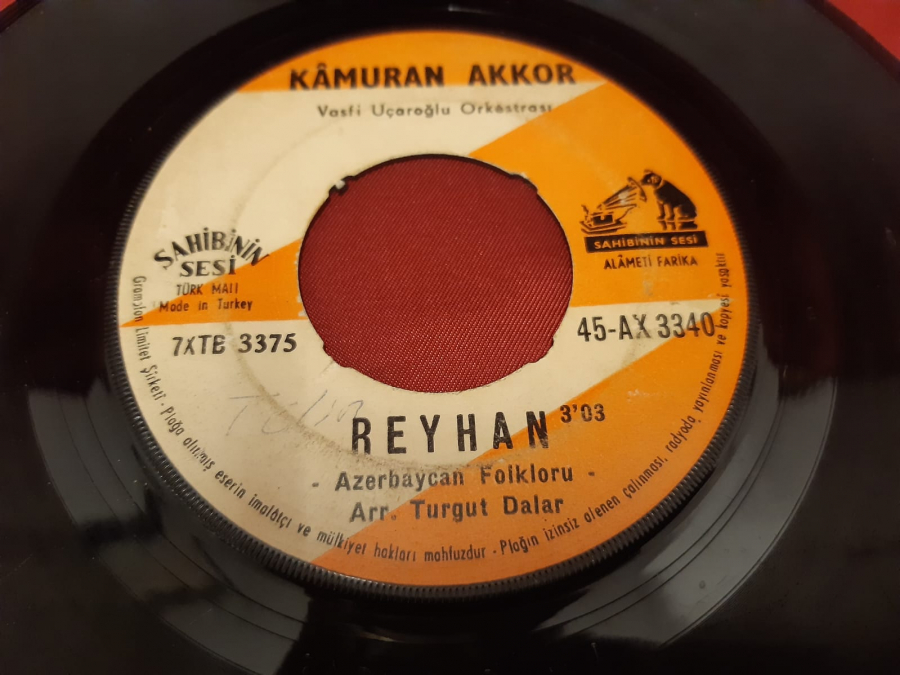 KÂMURAN AKKOR
Vasfi Uçaroğlu Orkestrası
SAHİBİNİN
SESİ
TÜRK MALI
Made in Turkey
SAHİBİNİN SESİ
ALÂMETİ FARİKA
7XTB 3375
45-AX 3340
REYHAN 3'03
- Azerbaycan Folkloru -
Arr. Turgut Dalar
Gramofon Limitet Şirketi - Plağa alınmış eserin imalâtçı ve mülkiyet hakları mahfuzdur - Plağın izinsiz alenen çalınması, radyoda yayınlanması ve kopyesi yasaktır